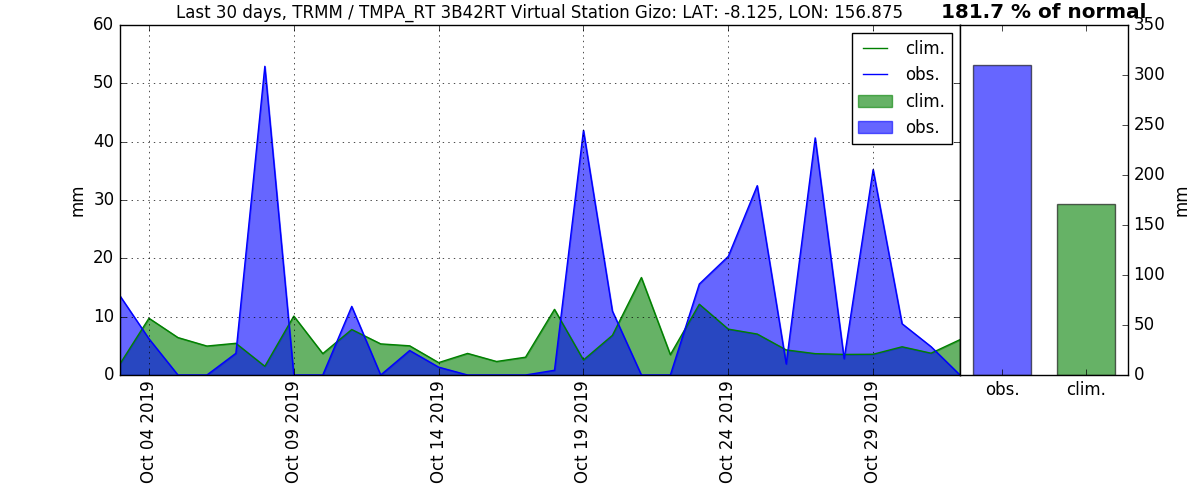 Last 30 days, TRMM / TMPA_RT 3B42RT Virtual Station Gizo: LAT: -8.125, LON: 156.875
181.7 % of normal
60
50
40
30
20
10
0
mm
clim.
obs.
clim.
obs.
Oct 04 2019
Oct 09 2019
Oct 14 2019
Oct 19 2019
Oct 24 2019
Oct 29 2019
350
300
250
200
150
100
50
0
mm
obs.
clim.